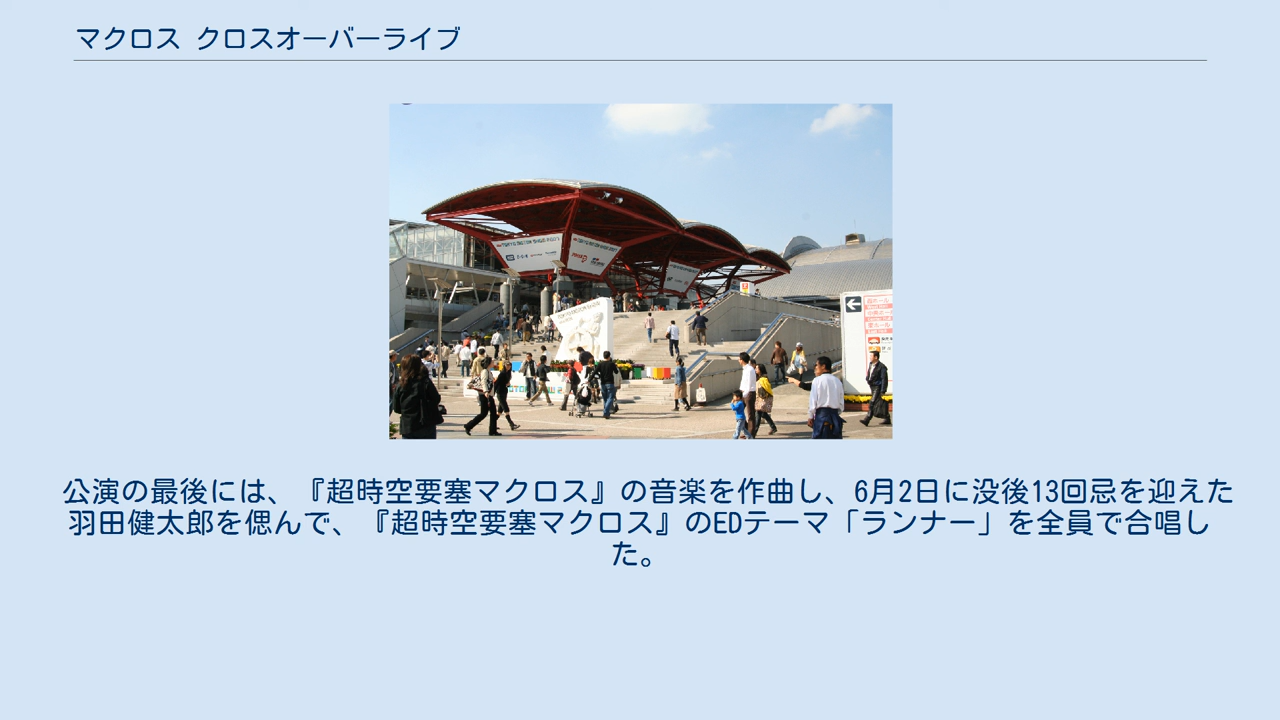 マクロス クロスオーバーライブ
公演の最後には、『超時空要塞マクロス』の音楽を作曲し、6月2日に没後13回忌を迎えた
羽田健太郎を偲んで、『超時空要塞マクロス』のEDテーマ「ランナー」を全員で合唱し
た。